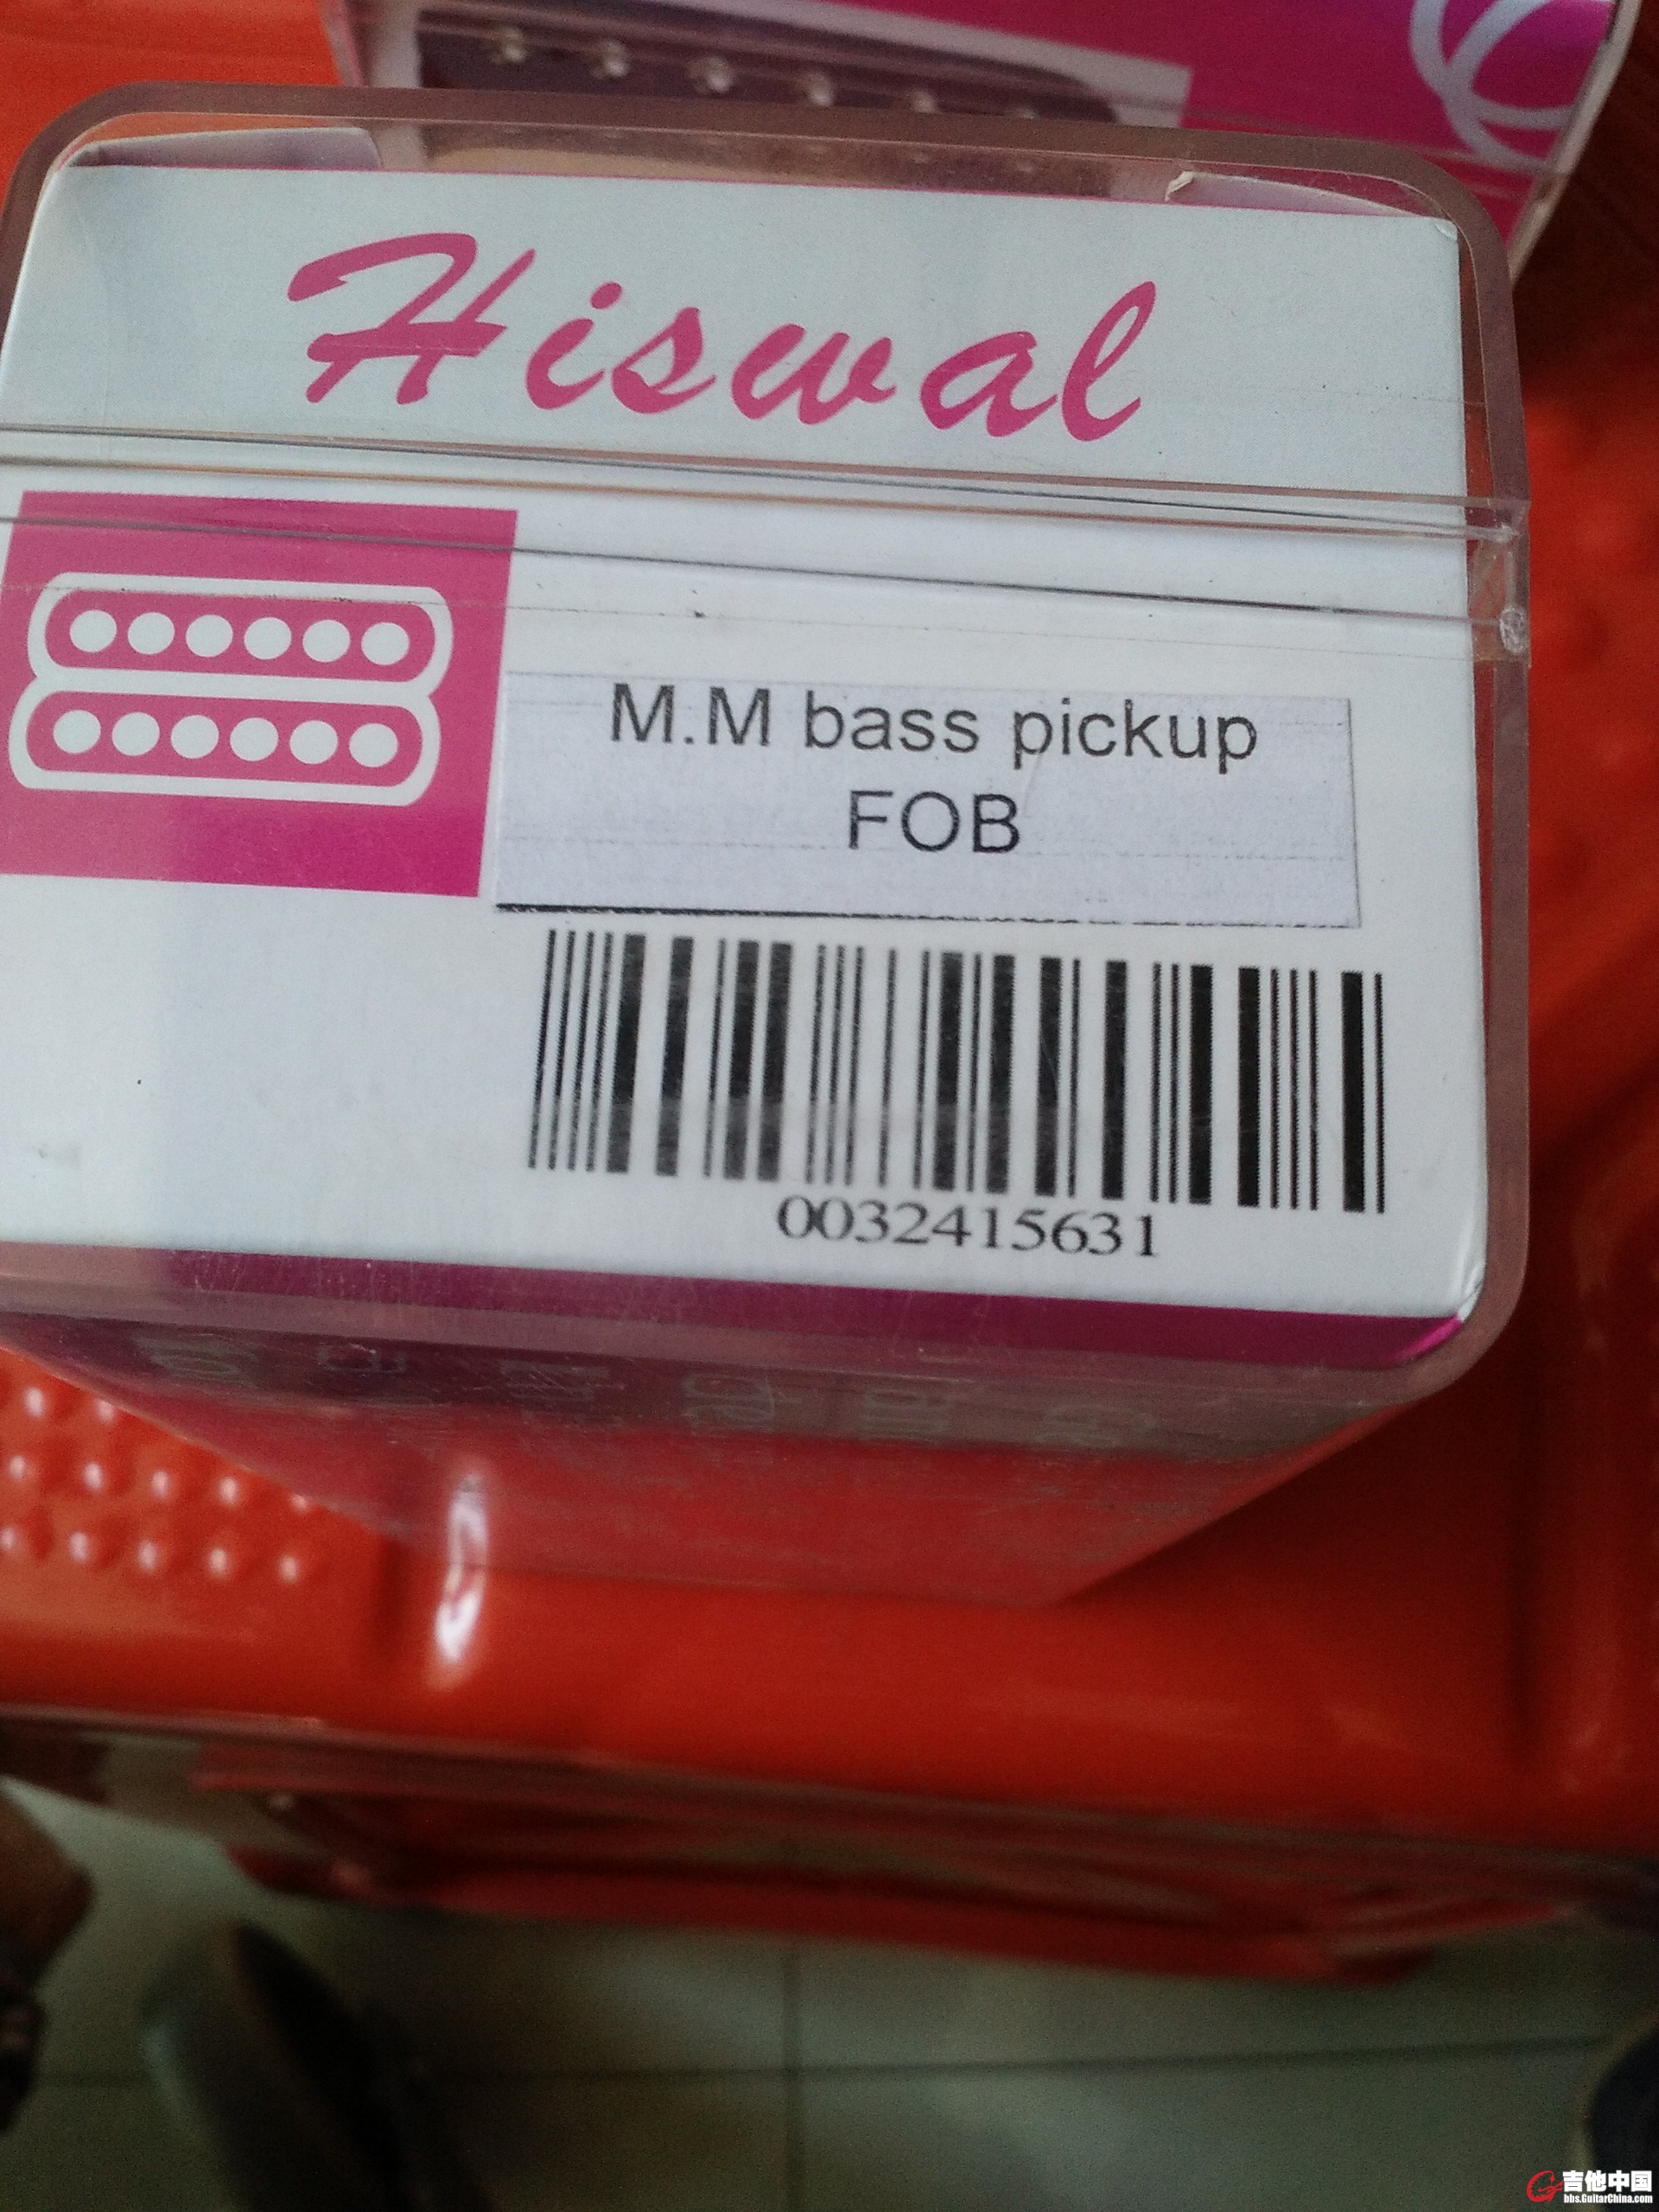 Hiswal
M.M bass pickup
FOB
0032415631
吉他中国
bbs.GuitarChina.com